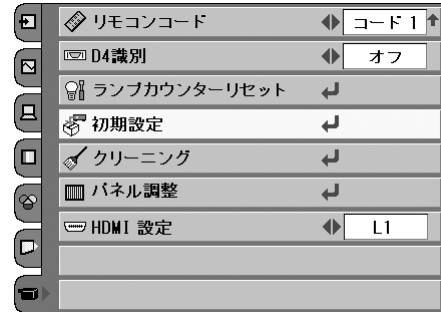 リモコンコード コード 1
D4識別 オフ
ランプカウンターリセット
初期設定
クリーニング
パネル調整
HDMI 設定 L1